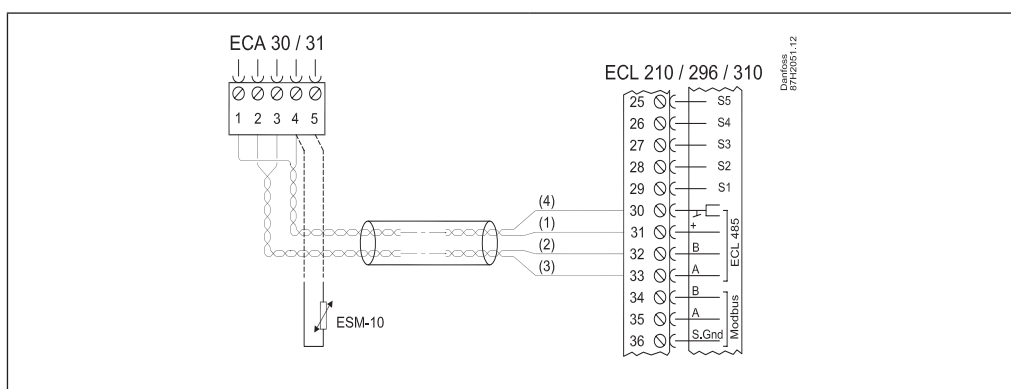 ECA 30 / 31
1 2 3 4 5
ESM-10
(4)
(1)
(2)
(3)
ECL 210 / 296 / 310
25 S5
26 S4
27 S3
28 S2
29 S1
30
31 +
32 B
33 A
34 B
35 A
36 S.Gnd
ECL 485
Modbus
Danfoss
87H2051.12